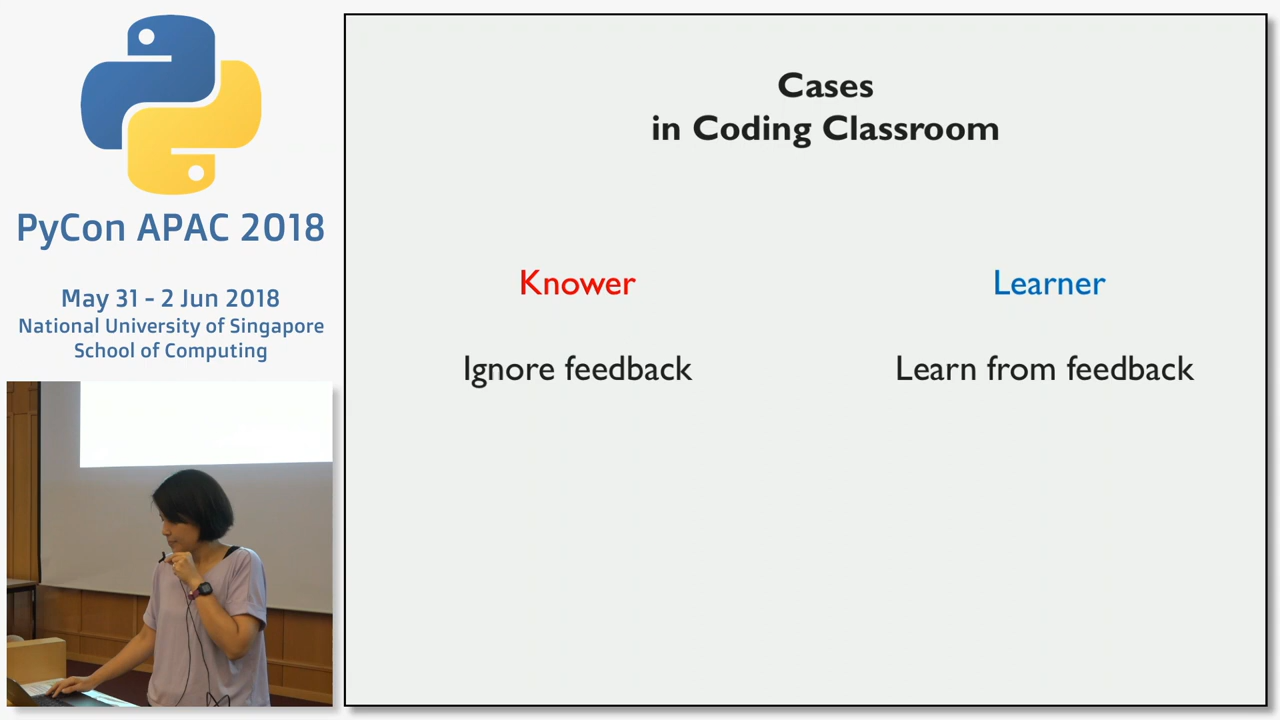 PyCon APAC 2018
May 31 - 2 Jun 2018
National University of Singapore
School of Computing
Cases
in Coding Classroom
Knower
Learner
Ignore feedback
Learn from feedback